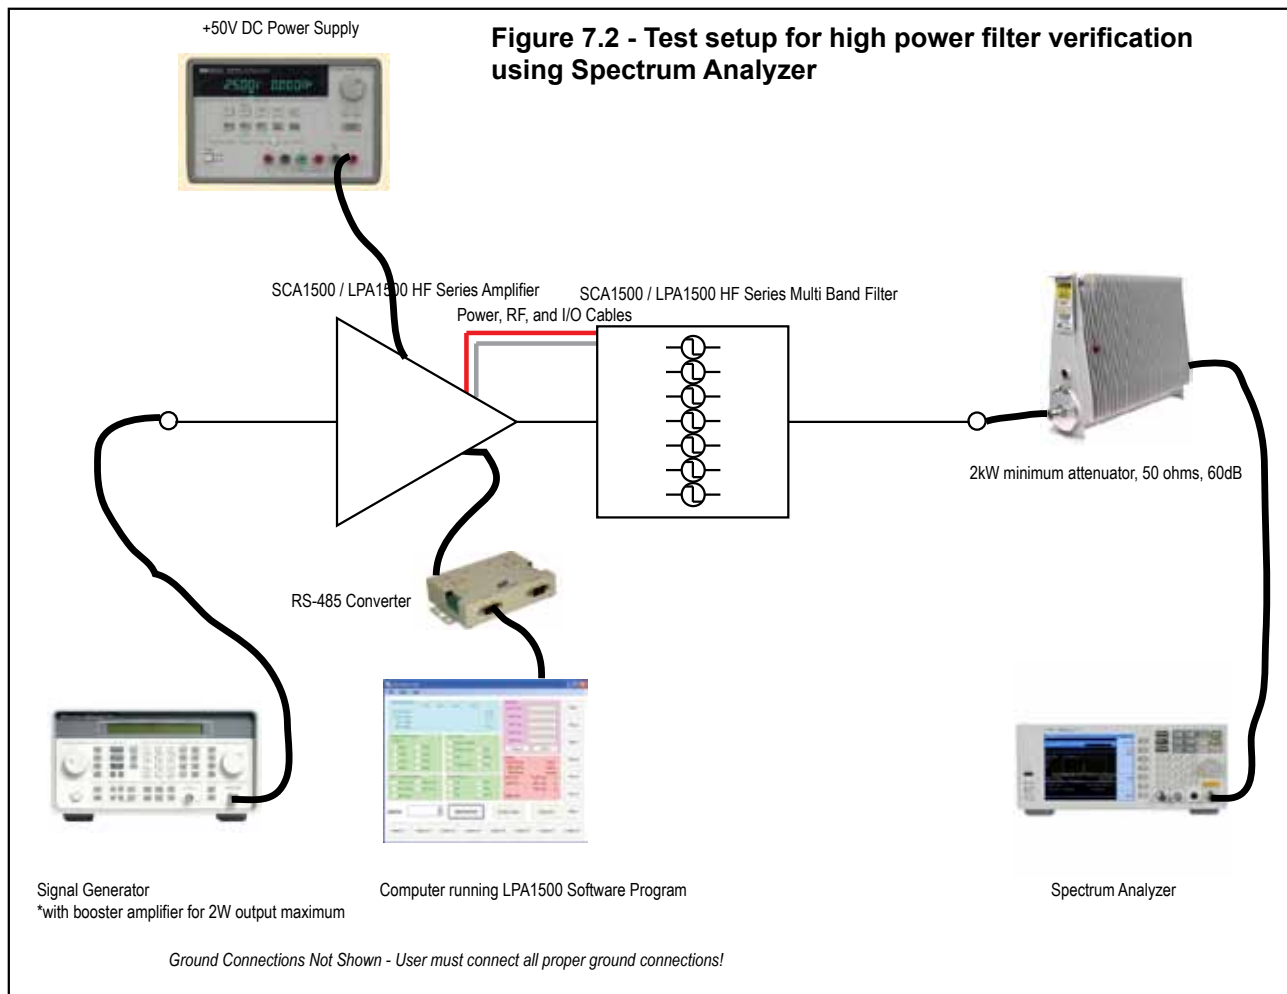 +50V DC Power Supply
Figure 7.2 - Test setup for high power filter verification
using Spectrum Analyzer
SCA1500 / LPA1500 HF Series Amplifier
SCA1500 / LPA1500 HF Series Multi Band Filter
Power, RF, and I/O Cables
2kW minimum attenuator, 50 ohms, 60dB
RS-485 Converter
Signal Generator
*with booster amplifier for 2W output maximum
Computer running LPA1500 Software Program
Spectrum Analyzer
Ground Connections Not Shown - User must connect all proper ground connections!